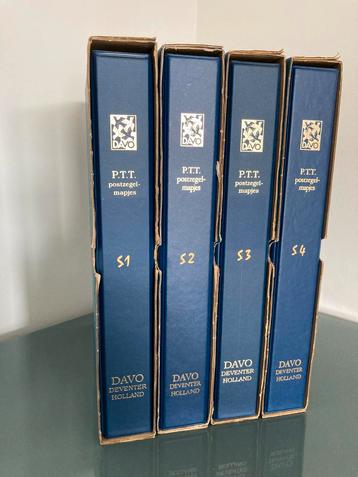 DAVO
P.T.T.
postzegel-
mapjes
S1
DAVO
DEVENTER
HOLLAND
DAVO
P.T.T.
postzegel-
mapjes
S2
DAVO
DEVENTER
HOLLAND
DAVO
P.T.T.
postzegel-
mapjes
S3
DAVO
DEVENTER
HOLLAND
DAVO
P.T.T.
postzegel-
mapjes
S4
DAVO
DEVENTER
HOLLAND